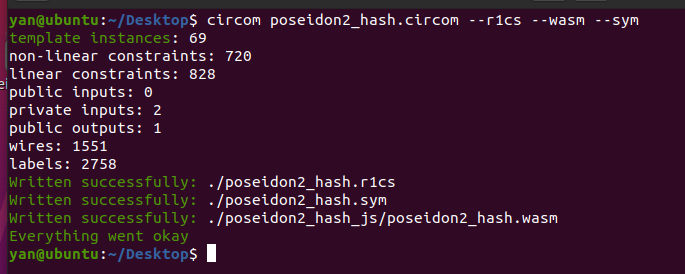 yan@ubuntu:~/Desktop$ circom poseidon2_hash.circom --r1cs --wasm --sym
template instances: 69
non-linear constraints: 720
linear constraints: 828
public inputs: 0
private inputs: 2
public outputs: 1
wires: 1551
labels: 2758
Written successfully: ./poseidon2_hash.r1cs
Written successfully: ./poseidon2_hash.sym
Written successfully: ./poseidon2_hash_js/poseidon2_hash.wasm
Everything went okay
yan@ubuntu:~/Desktop$